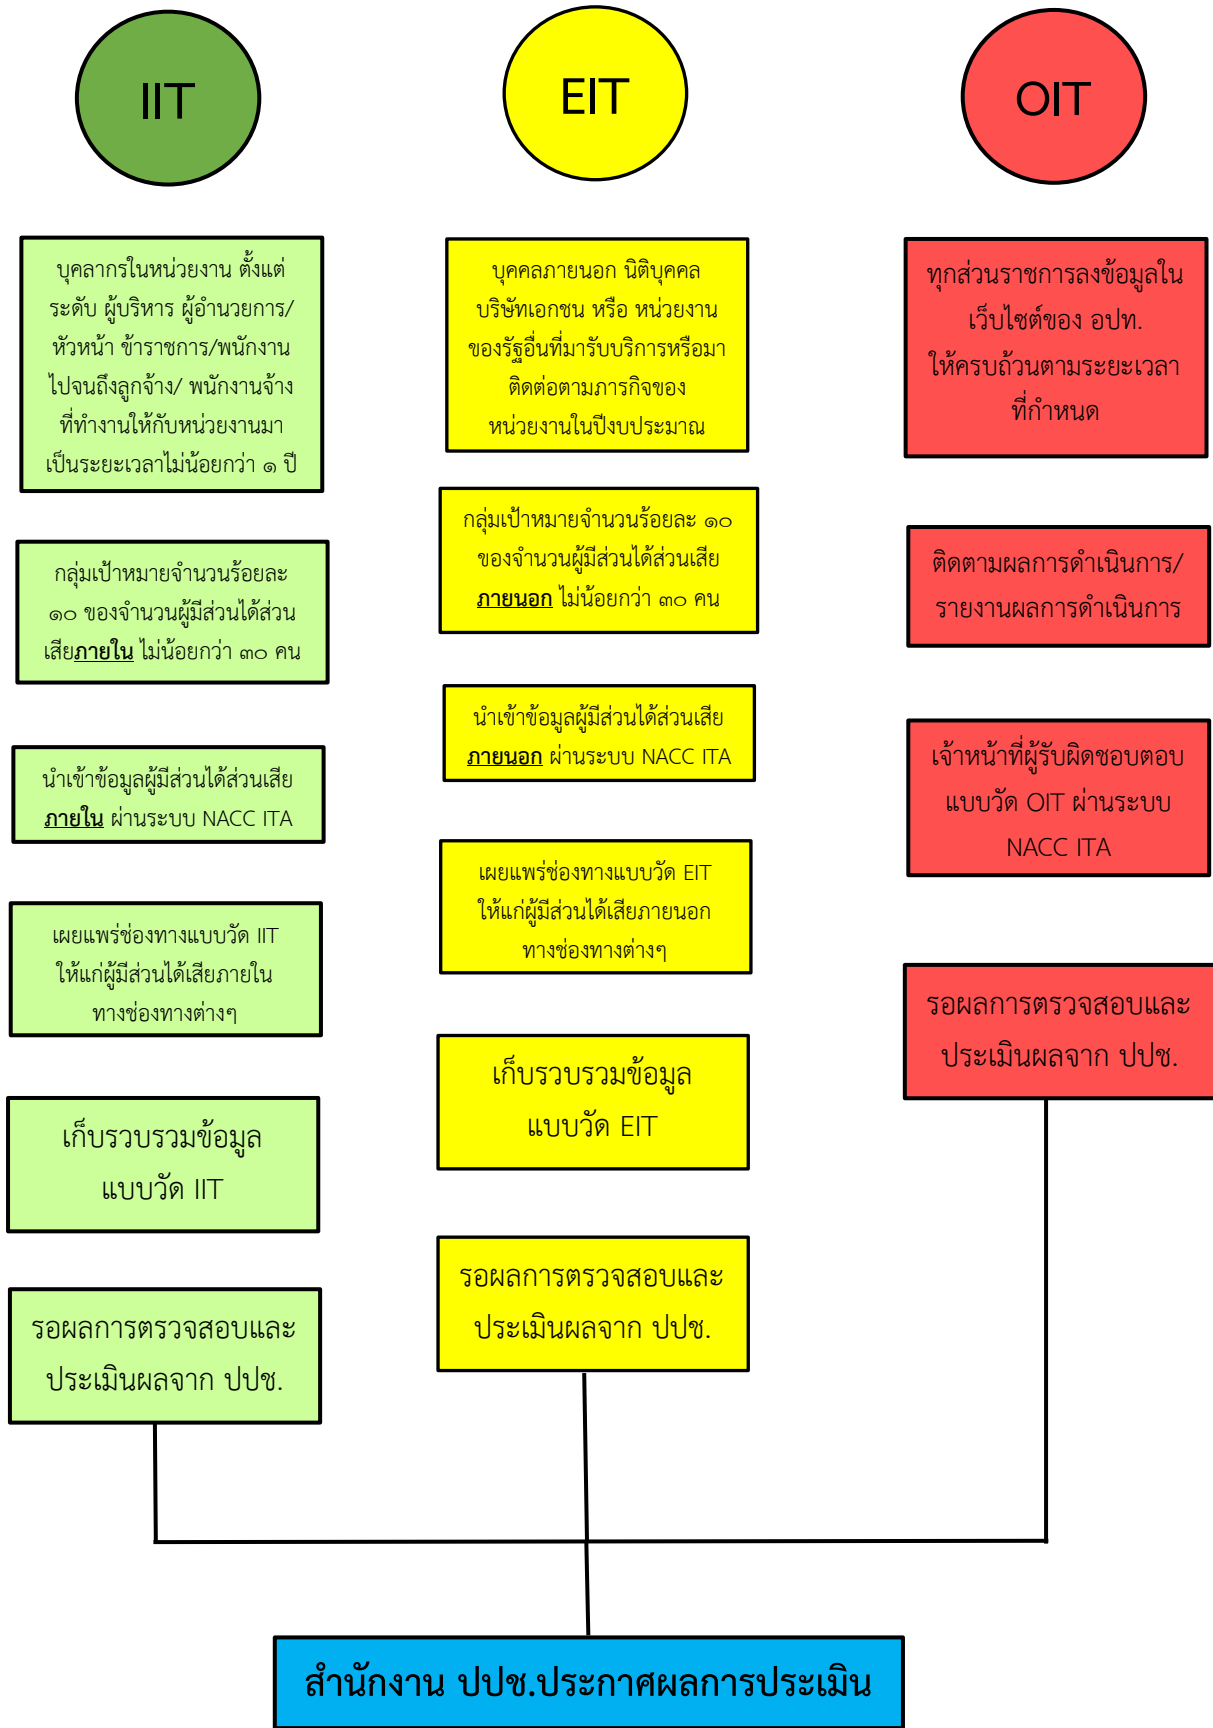 IIT
บุคลากรในหน่วยงาน ตั้งแต่
ระดับ ผู้บริหาร ผู้อำนวยการ/
หัวหน้า ข้าราชการ/พนักงาน
ไปจนถึงลูกจ้าง/ พนักงานจ้าง
ที่ทำงานให้กับหน่วยงานมา
เป็นระยะเวลาไม่น้อยกว่า ๑ ปี
กลุ่มเป้าหมายจำนวนร้อยละ
๑๐ ของจำนวนผู้มีส่วนได้ส่วน
เสียภายใน ไม่น้อยกว่า ๓๐ คน
นำเข้าข้อมูลผู้มีส่วนได้ส่วนเสีย
ภายใน ผ่านระบบ NACC ITA
เผยแพร่ช่องทางแบบวัด IIT
ให้แก่ผู้มีส่วนได้เสียภายใน
ทางช่องทางต่างๆ
เก็บรวบรวมข้อมูล
แบบวัด IIT
รอผลการตรวจสอบและ
ประเมินผลจาก ปปช.
EIT
บุคคลภายนอก นิติบุคคล
บริษัทเอกชน หรือ หน่วยงาน
ของรัฐอื่นที่มารับบริการหรือมา
ติดต่อตามภารกิจของ
หน่วยงานในปีงบประมาณ
กลุ่มเป้าหมายจำนวนร้อยละ ๑๐
ของจำนวนผู้มีส่วนได้ส่วนเสีย
ภายนอก ไม่น้อยกว่า ๓๐ คน
นำเข้าข้อมูลผู้มีส่วนได้ส่วนเสีย
ภายนอก ผ่านระบบ NACC ITA
เผยแพร่ช่องทางแบบวัด EIT
ให้แก่ผู้มีส่วนได้เสียภายนอก
ทางช่องทางต่างๆ
เก็บรวบรวมข้อมูล
แบบวัด EIT
รอผลการตรวจสอบและ
ประเมินผลจาก ปปช.
OIT
ทุกส่วนราชการลงข้อมูลใน
เว็บไซต์ของ อปท.
ให้ครบถ้วนตามระยะเวลา
ที่กำหนด
ติดตามผลการดำเนินการ/
รายงานผลการดำเนินการ
เจ้าหน้าที่ผู้รับผิดชอบตอบ
แบบวัด OIT ผ่านระบบ
NACC ITA
รอผลการตรวจสอบและ
ประเมินผลจาก ปปช.
สำนักงาน ปปช.ประกาศผลการประเมิน